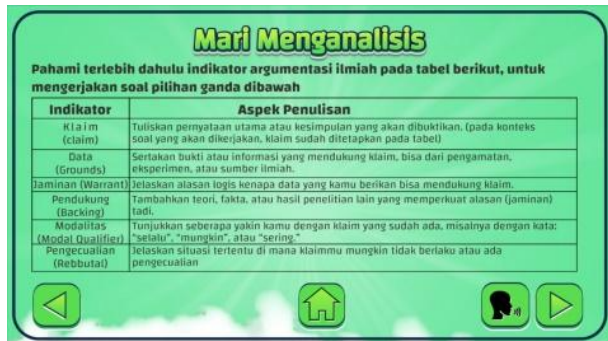 Mari Menganalisis
Pahami terlebih dahulu indikator argumentasi ilmiah pada tabel berikut, untuk
mengerjakan soal pilihan ganda dibawah
Indikator Aspek Penulisan
Klaim Tuliskan pernyataan utama atau kesimpulan yang akan dibuktikan. (pada konteks
(claim) soal yang akan dikerjakan, klaim sudah ditetapkan pada tabel)
Data Sertakan bukti atau informasi yang mendukung klaim, bisa dari pengamatan,
(Grounds) eksperimen, atau sumber ilmiah.
Jaminan (Warrant) Jelaskan alasan logis kenapa data yang kamu berikan bisa mendukung klaim.
Pendukung Tambahkan teori, fakta, atau hasil penelitian lain yang memperkuat alasan (jaminan)
(Backing) tadi.
Modalitas Tunjukkan seberapa yakin kamu dengan klaim yang sudah ada, misalnya dengan kata:
(Modal Qualifier) "selalu", "mungkin", atau "sering."
Pengecualian Jelaskan situasi tertentu di mana klaimmu mungkin tidak berlaku atau ada
(Rebbutal) pengecualian